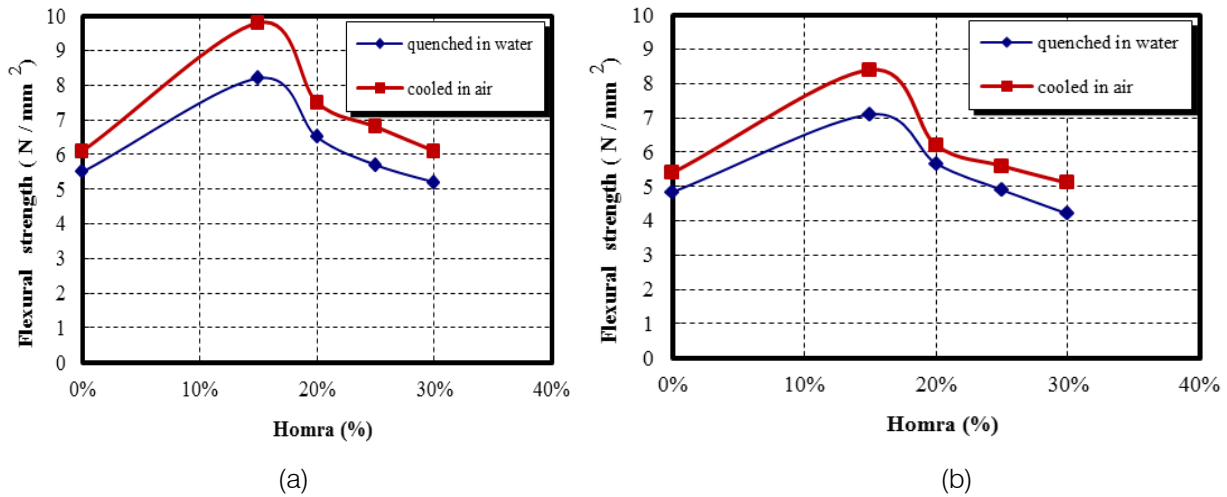 10
9
8
7
6
5
4
3
2
1
0
Flexural strength ( N / mm 2 )
quenched in water
cooled in air
0% 10% 20% 30% 40%
Homra (%)
(a)
10
9
8
7
6
5
4
3
2
1
0
Flexural strength ( N / mm 2 )
quenched in water
cooled in air
0% 10% 20% 30% 40%
Homra (%)
(b)